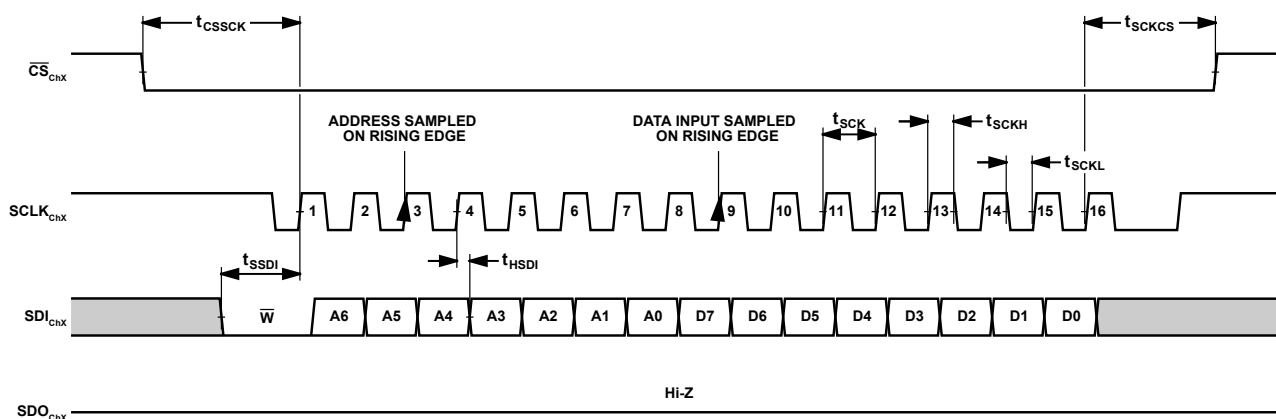 tCSSCK
tSCKCS
CSChX
ADDRESS SAMPLED
ON RISING EDGE
DATA INPUT SAMPLED
ON RISING EDGE
tSCK
tSCKH
tSCKL
SCLKChX
1 2 3 4 5 6 7 8 9 10 11 12 13 14 15 16
tSSDI
tHSDI
SDIChX
W A6 A5 A4 A3 A2 A1 A0 D7 D6 D5 D4 D3 D2 D1 D0
Hi-Z
SDOChX